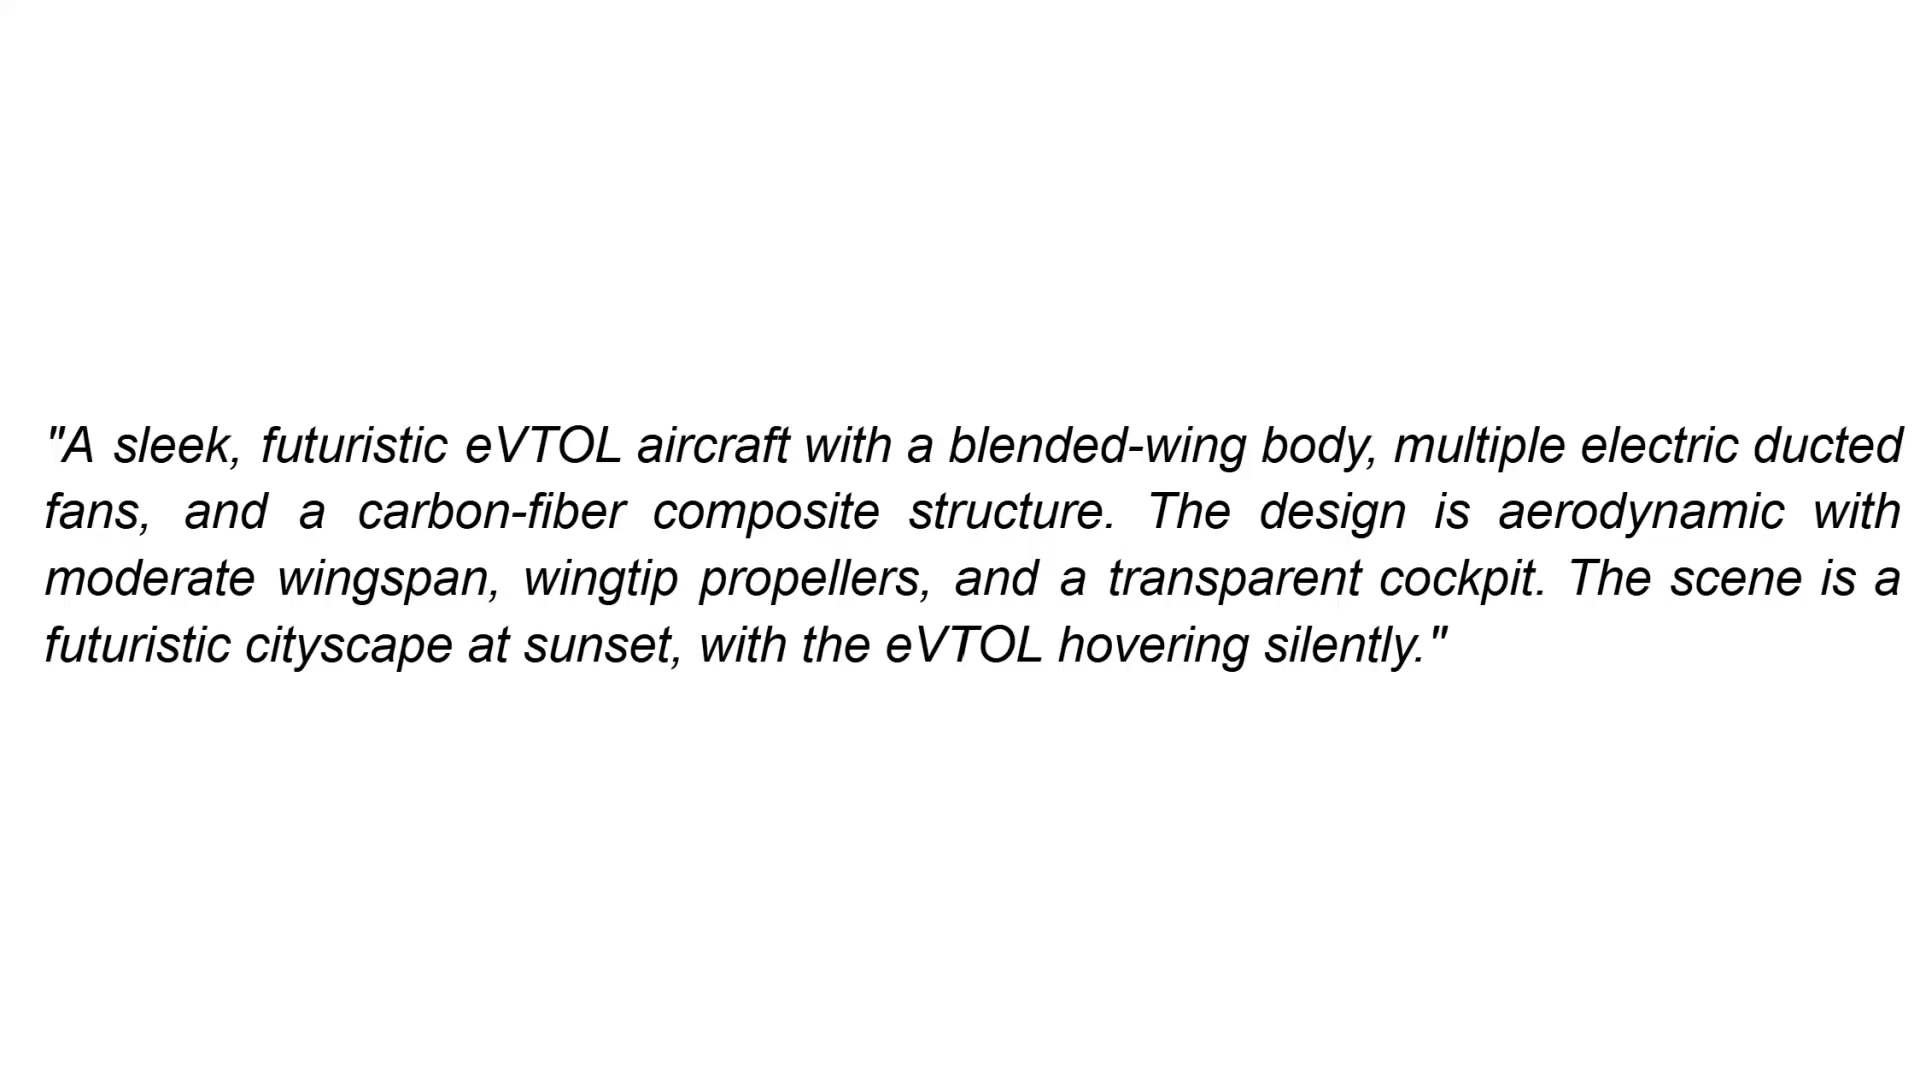 "A sleek, futuristic eVTOL aircraft with a blended-wing body, multiple electric ducted
fans, and a carbon-fiber composite structure. The design is aerodynamic with
moderate wingspan, wingtip propellers, and a transparent cockpit. The scene is a
futuristic cityscape at sunset, with the eVTOL hovering silently."